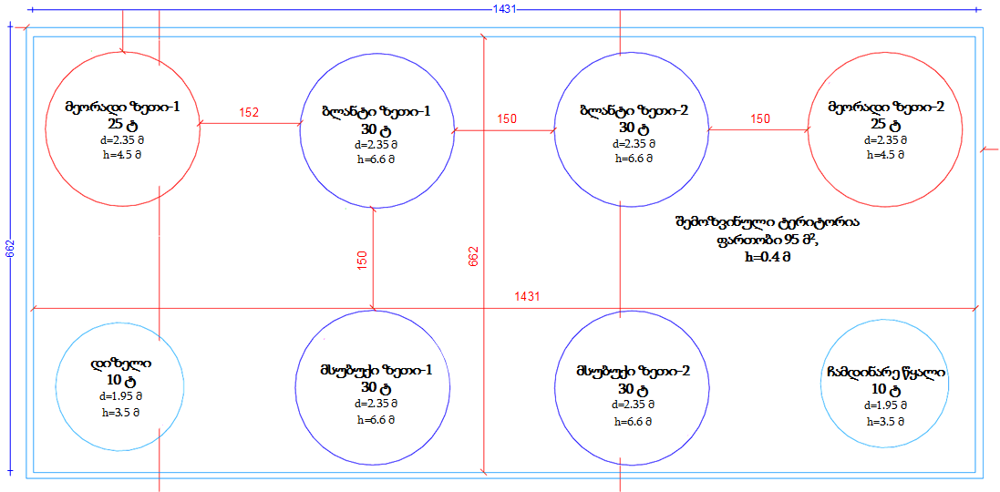 1431
მეორადი ზეთი-1
25 ტ
d=2.35 მ
h=4.5 მ
152
ბლანტი ზეთი-1
30 ტ
d=2.35 მ
h=6.6 მ
150
ბლანტი ზეთი-2
30 ტ
d=2.35 მ
h=6.6 მ
150
მეორადი ზეთი-2
25 ტ
d=2.35 მ
h=4.5 მ
შემოზვინული ტერიტორია
ფართობი 95 მ²,
h=0.4 მ
662
150
662
1431
დიზელი
10 ტ
d=1.95 მ
h=3.5 მ
მსუბუქი ზეთი-1
30 ტ
d=2.35 მ
h=6.6 მ
მსუბუქი ზეთი-2
30 ტ
d=2.35 მ
h=6.6 მ
ჩამდინარე წყალი
10 ტ
d=1.95 მ
h=3.5 მ